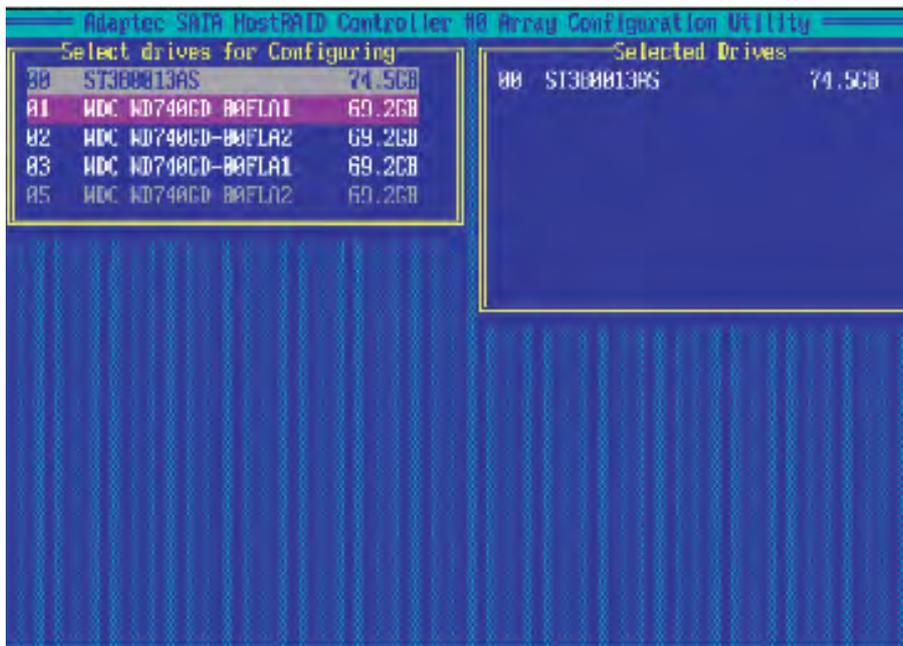 Adaptec SATA HostRAID Controller #0 Array Configuration Utility
Select drives for Configuring
00 ST380013AS 74.5GB
01 WDC WD740GD-00FLA1 69.2GB
02 WDC WD740GD-00FLA2 69.2GB
03 WDC WD740GD-00FLA1 69.2GB
05 WDC WD740GD-00FLA2 69.2GB
Selected Drives
00 ST380013AS 74.5GB